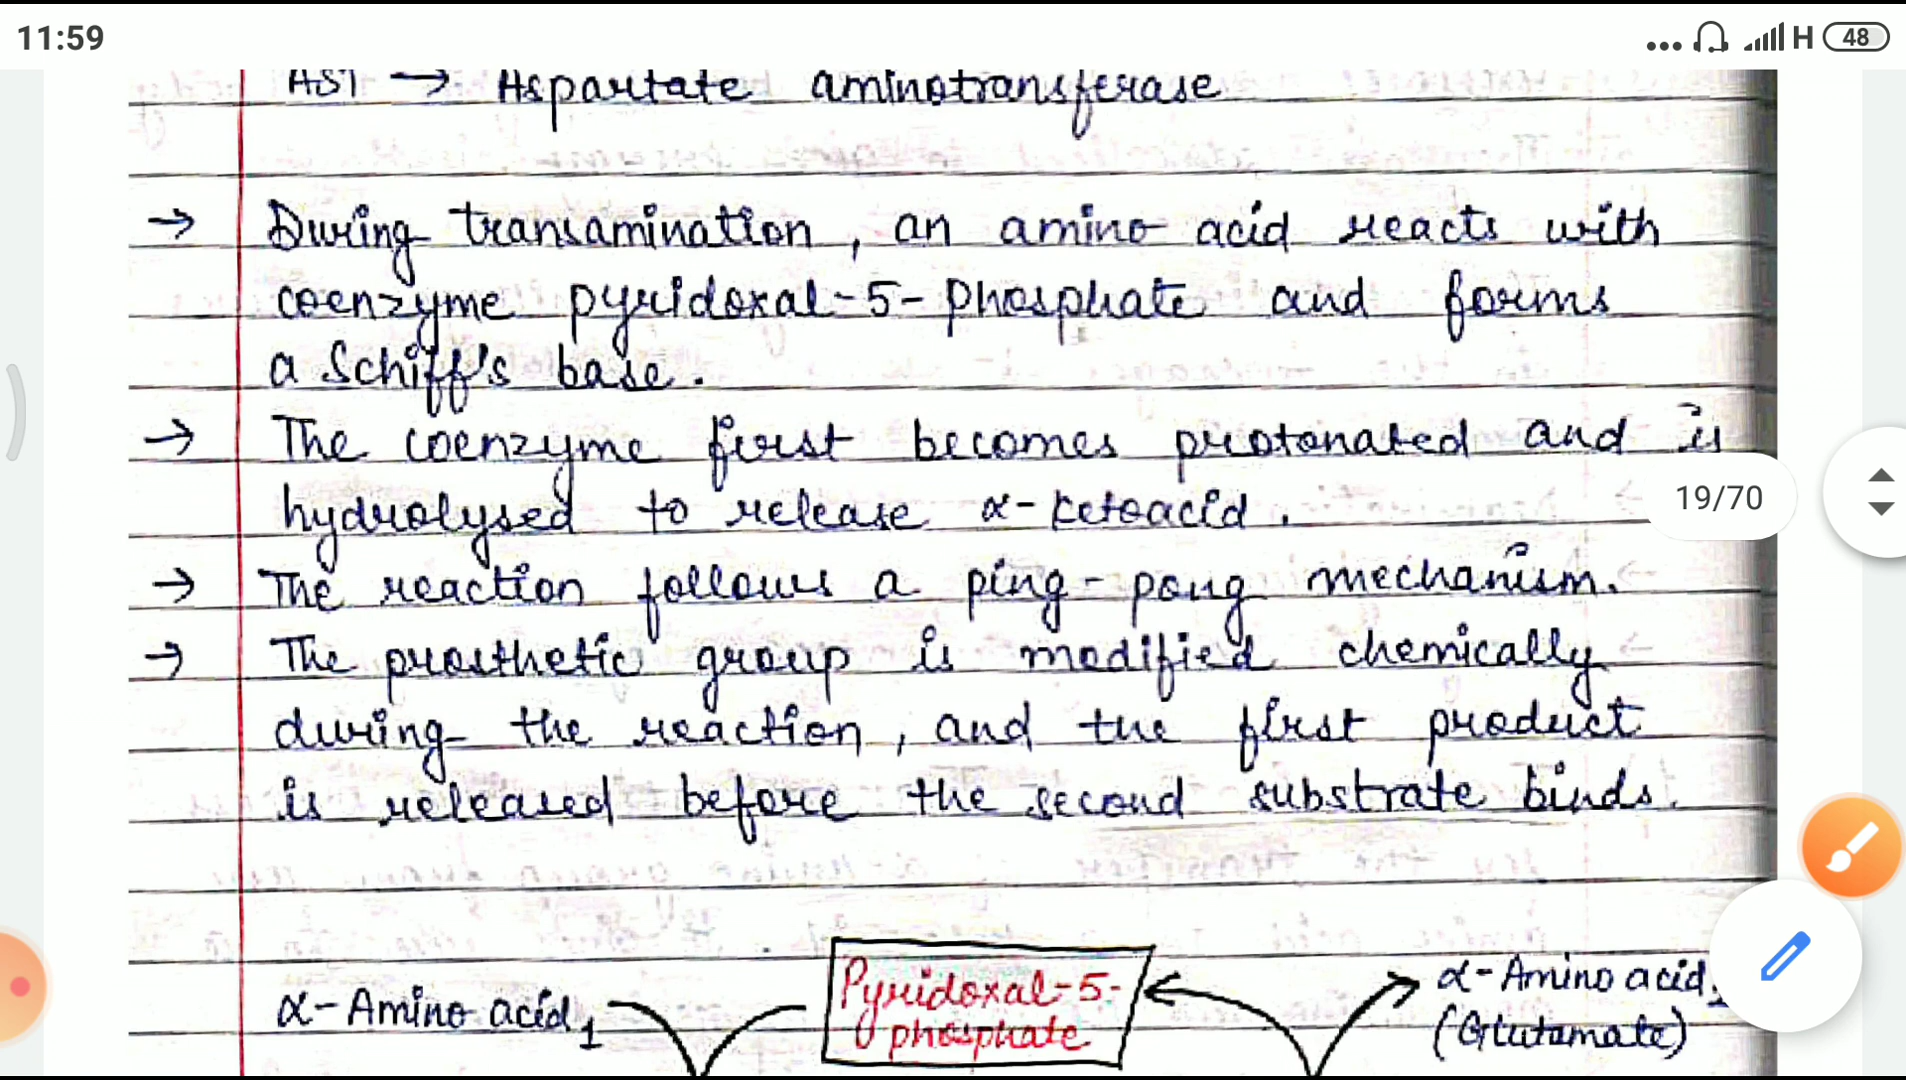 11:59
... H 48
AST → Aspartate aminotransferase
→ During transamination, an amino acid reacts with
coenzyme pyridoxal-5-phosphate and forms
a Schiff's base.
→ The coenzyme first becomes protonated and is
hydrolysed to release α-ketoacid.
19/70
→ The reaction follows a ping-pong mechanism.
→ The prosthetic group is modified chemically
during the reaction, and the first product
is released before the second substrate binds.
α-Amino acid1
Pyridoxal-5-
phosphate
α-Amino acid
(Glutamate)